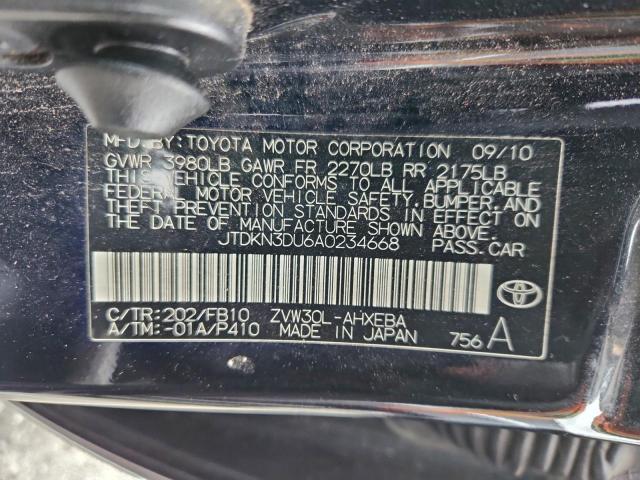 MFD. BY: TOYOTA MOTOR CORPORATION 09/10
GVWR 3980LB GAWR FR 2270LB RR 2175LB
THIS VEHICLE CONFORMS TO ALL APPLICABLE
FEDERAL MOTOR VEHICLE SAFETY, BUMPER, AND
THEFT PREVENTION STANDARDS IN EFFECT ON
THE DATE OF MANUFACTURE SHOWN ABOVE.
JTDKN3DU6A0234668 PASS. CAR
C/TR: 202/FB10 ZVW30L-AHXEBA
A/TM: -01A/P410 MADE IN JAPAN 756 A